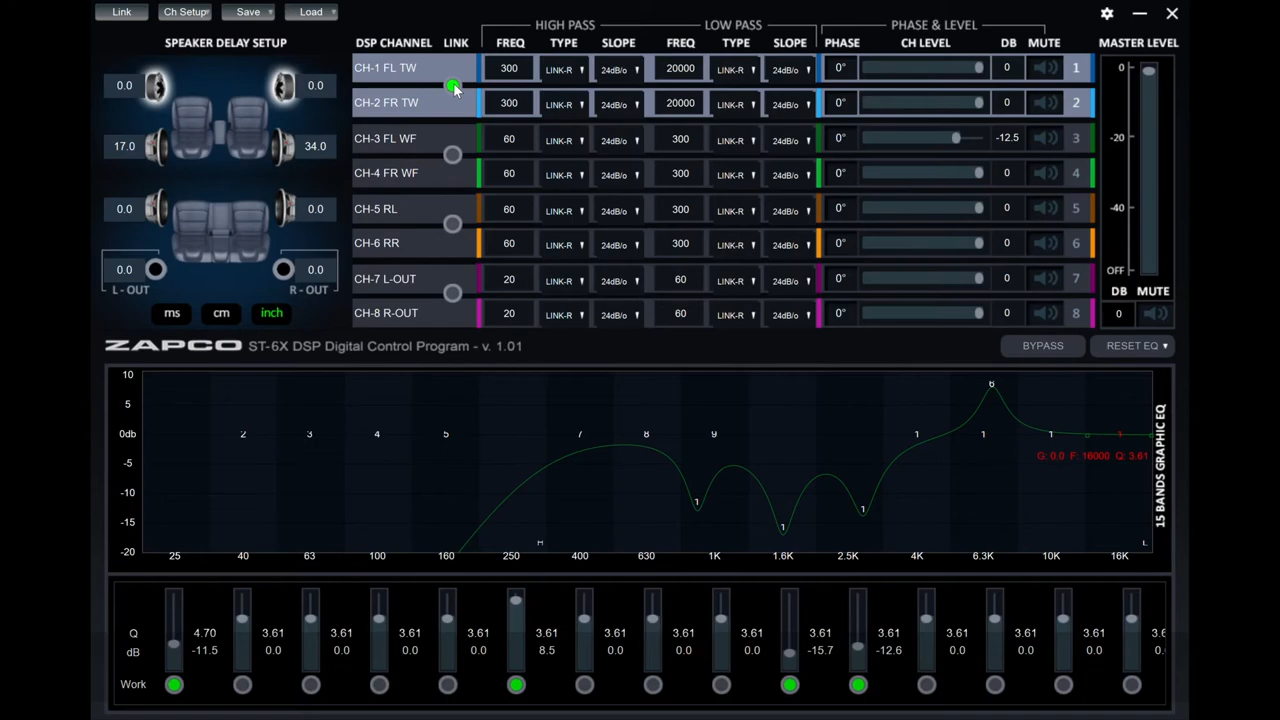 Link Ch Setup Save Load
HIGH PASS LOW PASS PHASE & LEVEL
SPEAKER DELAY SETUP DSP CHANNEL LINK FREQ TYPE SLOPE FREQ TYPE SLOPE PHASE CH LEVEL DB MUTE MASTER LEVEL
0.0 0.0 CH-1 FL TW 300 LINK-R 24dB/o 20000 LINK-R 24dB/o 0° 0 1 0
CH-2 FR TW 300 LINK-R 24dB/o 20000 LINK-R 24dB/o 0° 0 2
17.0 34.0 CH-3 FL WF 60 LINK-R 24dB/o 300 LINK-R 24dB/o 0° -12.5 3 -20
CH-4 FR WF 60 LINK-R 24dB/o 300 LINK-R 24dB/o 0° 0 4
0.0 0.0 CH-5 RL 60 LINK-R 24dB/o 300 LINK-R 24dB/o 0° 0 5 -40
CH-6 RR 60 LINK-R 24dB/o 300 LINK-R 24dB/o 0° 0 6
0.0 0.0 CH-7 L-OUT 20 LINK-R 24dB/o 60 LINK-R 24dB/o 0° 0 7 OFF
L - OUT R - OUT DB MUTE
ms cm inch CH-8 R-OUT 20 LINK-R 24dB/o 60 LINK-R 24dB/o 0° 0 8 0
ZAPCO ST-6X DSP Digital Control Program - v. 1.01 BYPASS RESET EQ
10
6
5
0db 2 3 4 5 7 8 9 1 1 1 1
G: 0.0 F: 16000 Q: 3.61
-5
-10
1 1 1
-15
-20
H L
25 40 63 100 160 250 400 630 1K 1.6K 2.5K 4K 6.3K 10K 16K
15 BANDS GRAPHIC EQ
Q 4.70 3.61 3.61 3.61 3.61 3.61 3.61 3.61 3.61 3.61 3.61 3.61 3.61 3.61
dB -11.5 0.0 0.0 0.0 0.0 8.5 0.0 0.0 0.0 -15.7 -12.6 0.0 0.0 0.0
Work